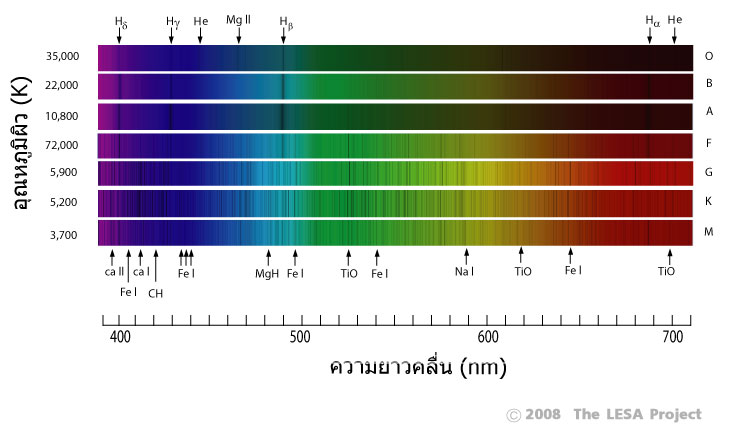 Hδ Hγ He Mg II Hβ Hα He
35,000 O
22,000 B
10,800 A
72,000 F
5,900 G
5,200 K
3,700 M
อุณหภูมิผิว (K)
ca II ca I Fe I MgH Fe I TiO Fe I Na I TiO Fe I TiO
Fe I CH
400 500 600 700
ความยาวคลื่น (nm)
© 2008 The LESA Project